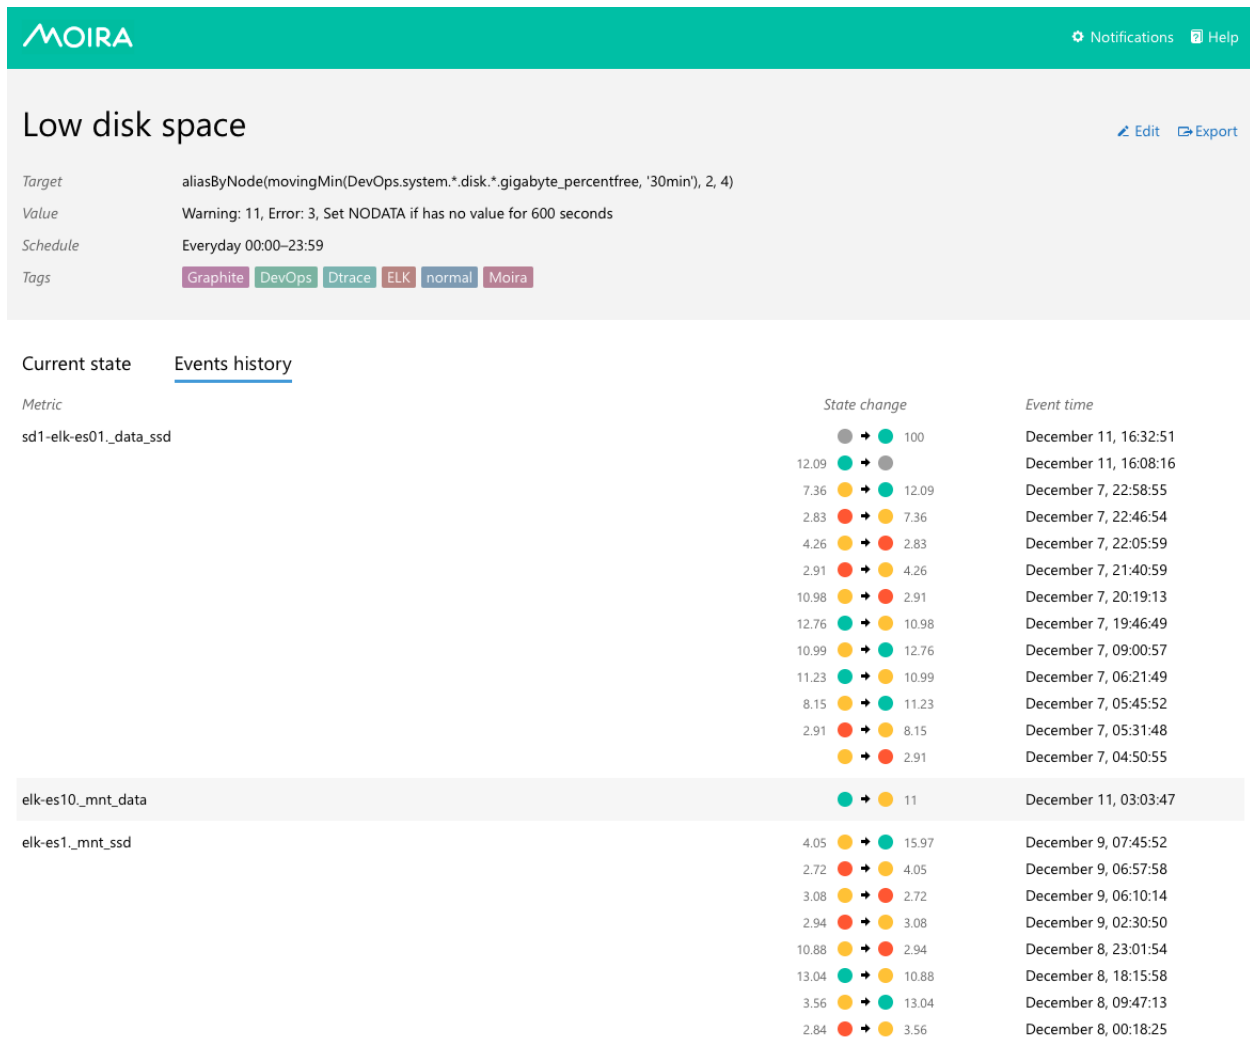 MOIRA
Notifications Help
Low disk space
Edit Export
Target aliasByNode(movingMin(DevOps.system.*.disk.*.gigabyte_percentfree, '30min'), 2, 4)
Value Warning: 11, Error: 3, Set NODATA if has no value for 600 seconds
Schedule Everyday 00:00–23:59
Tags Graphite DevOps Dtrace ELK normal Moira
Current state Events history
Metric State change Event time
sd1-elk-es01._data_ssd 100 December 11, 16:32:51
12.09 December 11, 16:08:16
7.36 12.09 December 7, 22:58:55
2.83 7.36 December 7, 22:46:54
4.26 2.83 December 7, 22:05:59
2.91 4.26 December 7, 21:40:59
10.98 2.91 December 7, 20:19:13
12.76 10.98 December 7, 19:46:49
10.99 12.76 December 7, 09:00:57
11.23 10.99 December 7, 06:21:49
8.15 11.23 December 7, 05:45:52
2.91 8.15 December 7, 05:31:48
2.91 December 7, 04:50:55
elk-es10._mnt_data 11 December 11, 03:03:47
elk-es1._mnt_ssd 4.05 15.97 December 9, 07:45:52
2.72 4.05 December 9, 06:57:58
3.08 2.72 December 9, 06:10:14
2.94 3.08 December 9, 02:30:50
10.88 2.94 December 8, 23:01:54
13.04 10.88 December 8, 18:15:58
3.56 13.04 December 8, 09:47:13
2.84 3.56 December 8, 00:18:25